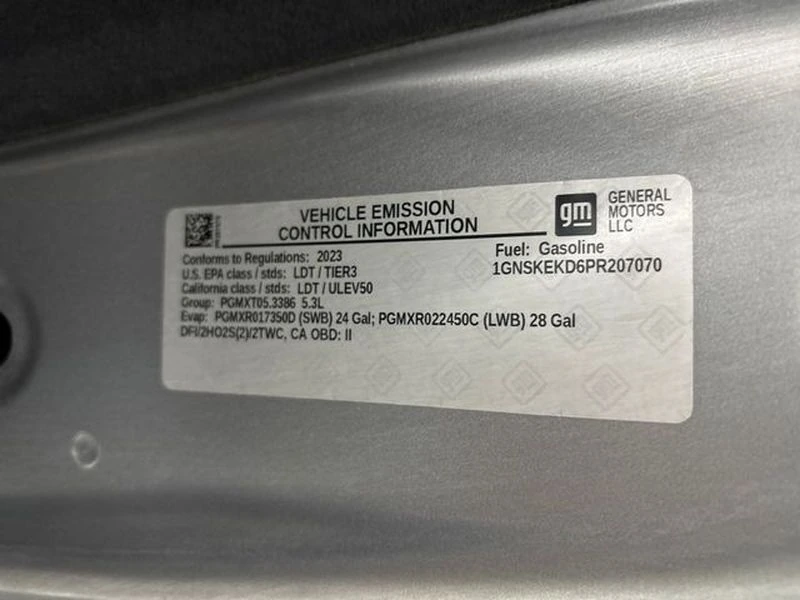 VEHICLE EMISSION
CONTROL INFORMATION
gm
GENERAL
MOTORS
LLC
Conforms to Regulations: 2023
U.S. EPA class / stds: LDT / TIER3
California class / stds: LDT / ULEV50
Group: PGMXT05.3386 5.3L
Evap: PGMXR017350D (SWB) 24 Gal; PGMXR022450C (LWB) 28 Gal
DFI/2HO2S(2)/2TWC, CA OBD: II
Fuel: Gasoline
1GNSKEKD6PR207070